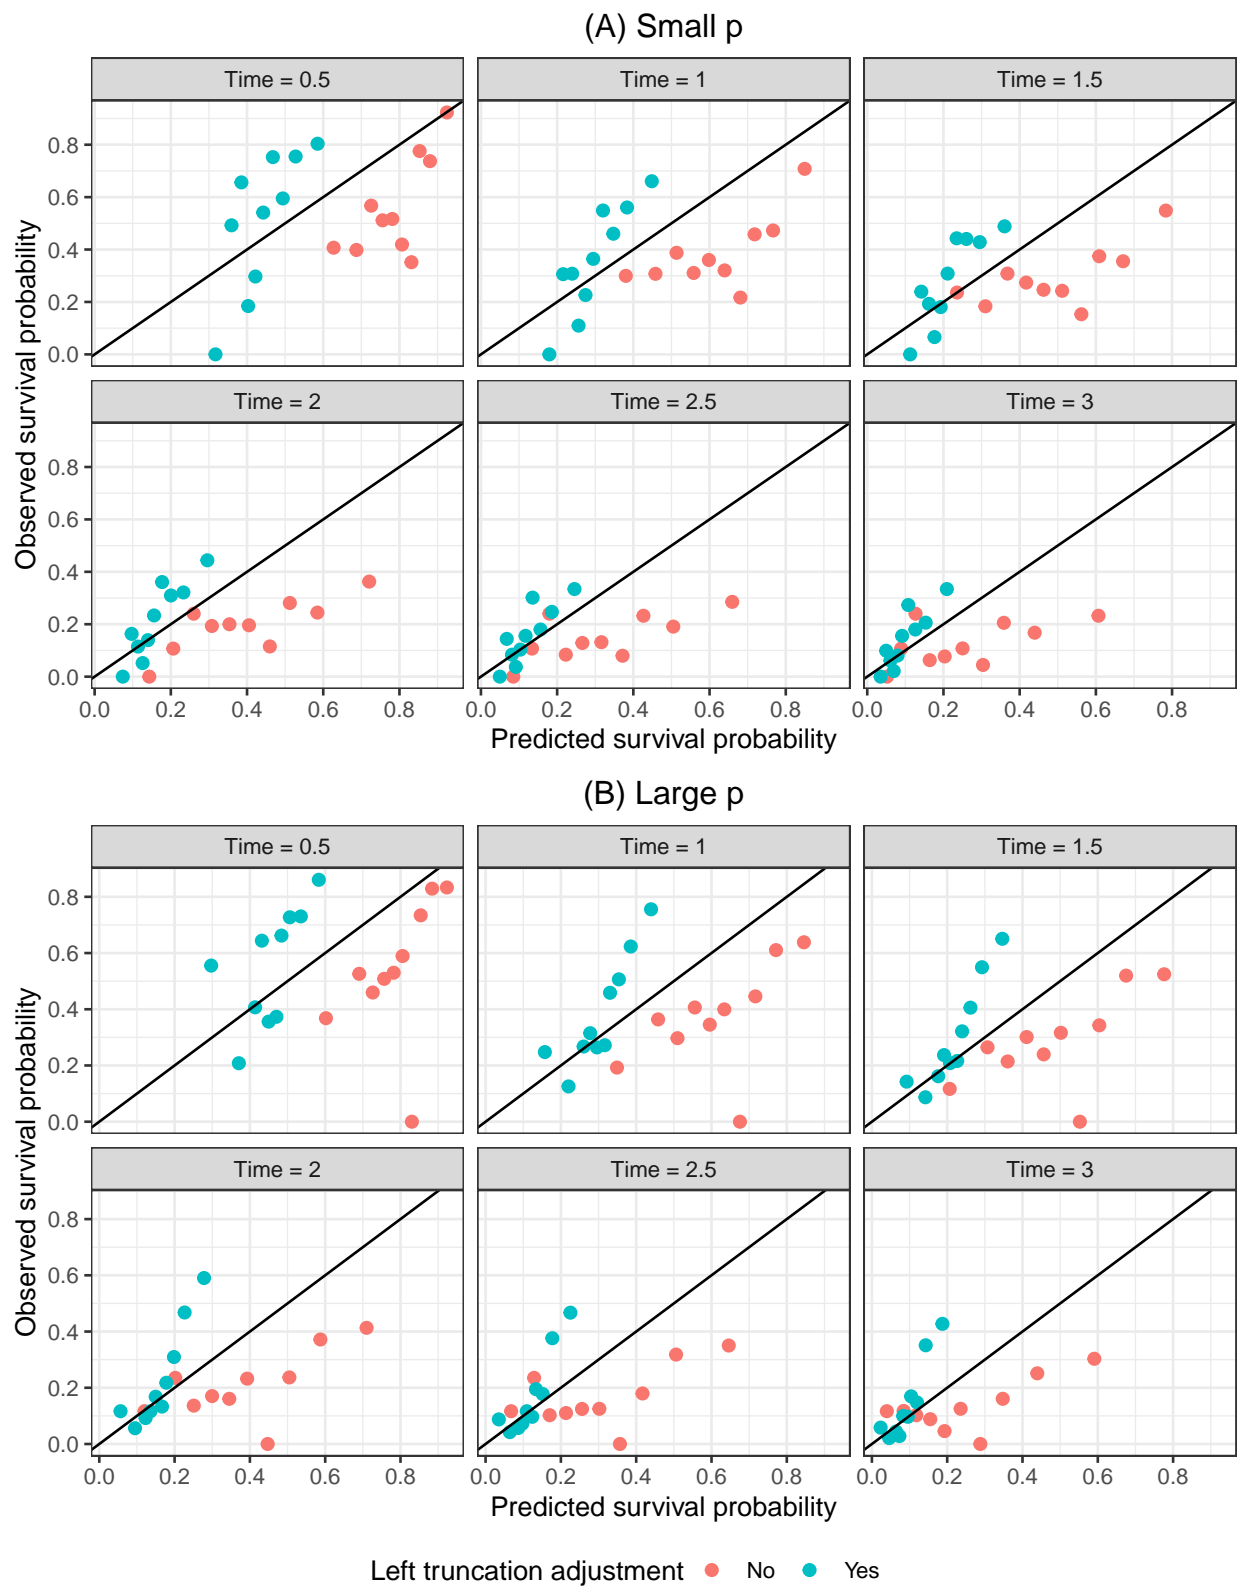 (A) Small p
Time = 0.5
Time = 1
Time = 1.5
0.8
0.6
0.4
0.2
0.0
Time = 2
Time = 2.5
Time = 3
0.8
0.6
0.4
0.2
0.0
Observed survival probability
Observed survival probability
0.0 0.2 0.4 0.6 0.8
0.0 0.2 0.4 0.6 0.8
0.0 0.2 0.4 0.6 0.8
Predicted survival probability
(B) Large p
Time = 0.5
Time = 1
Time = 1.5
0.8
0.6
0.4
0.2
0.0
Time = 2
Time = 2.5
Time = 3
0.8
0.6
0.4
0.2
0.0
Observed survival probability
0.0 0.2 0.4 0.6 0.8
0.0 0.2 0.4 0.6 0.8
0.0 0.2 0.4 0.6 0.8
Predicted survival probability
Left truncation adjustment No Yes